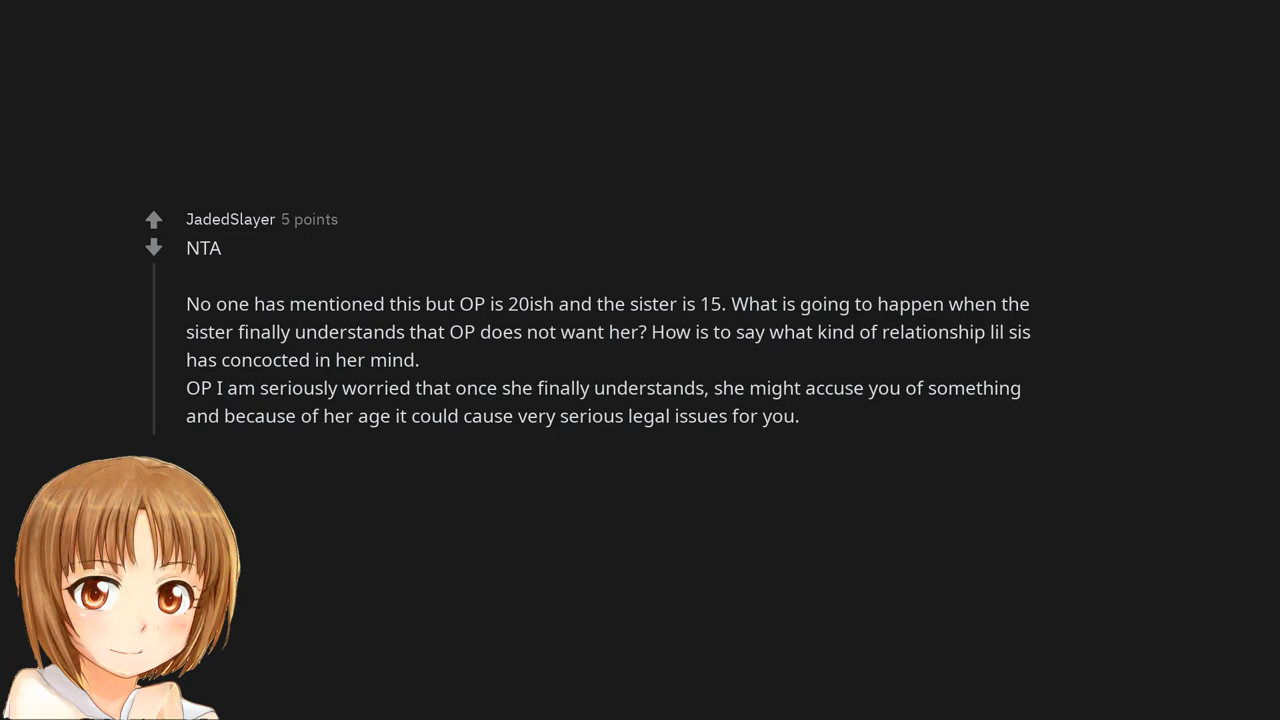 JadedSlayer 5 points
NTA
No one has mentioned this but OP is 20ish and the sister is 15. What is going to happen when the
sister finally understands that OP does not want her? How is to say what kind of relationship lil sis
has concocted in her mind.
OP I am seriously worried that once she finally understands, she might accuse you of something
and because of her age it could cause very serious legal issues for you.